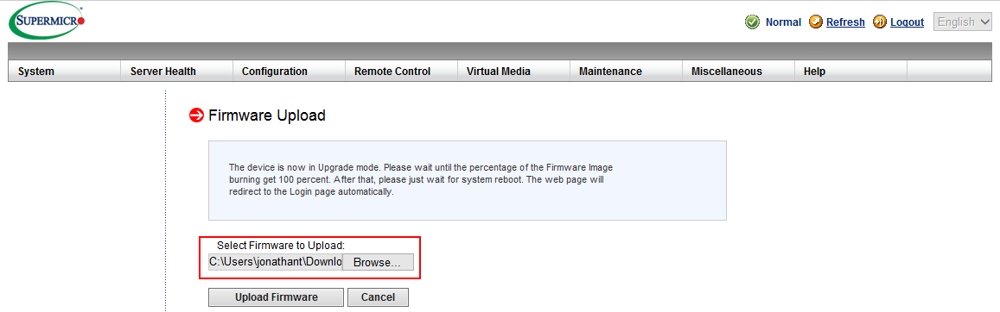 SUPERMICRO
Normal Refresh Logout English
System Server Health Configuration Remote Control Virtual Media Maintenance Miscellaneous Help
Firmware Upload
The device is now in Upgrade mode. Please wait until the percentage of the Firmware Image
burning get 100 percent. After that, please just wait for system reboot. The web page will
redirect to the Login page automatically.
Select Firmware to Upload:
C:\Users\jonathant\Downlo Browse...
Upload Firmware Cancel